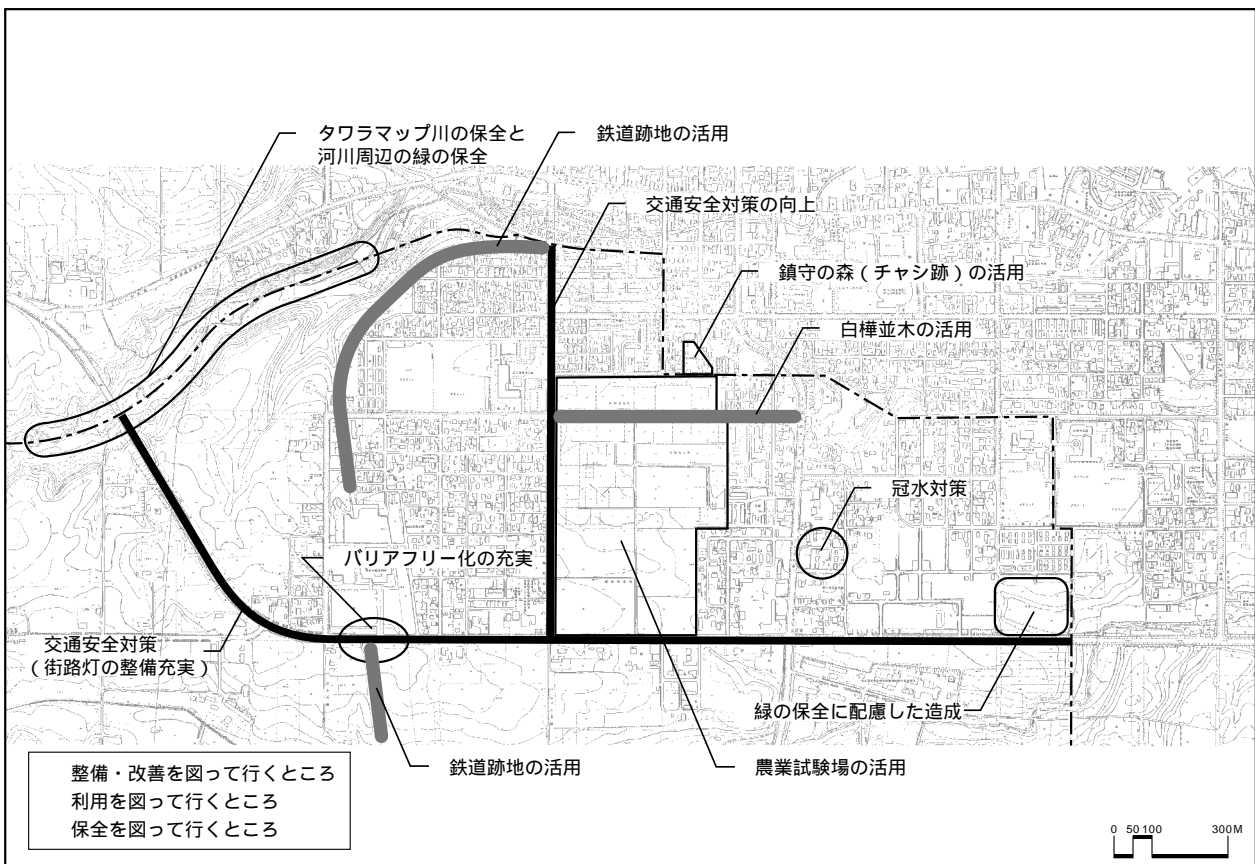 タワラマップ川の保全と
河川周辺の緑の保全
鉄道跡地の活用
交通安全対策の向上
鎮守の森（チャシ跡）の活用
白樺並木の活用
冠水対策
バリアフリー化の充実
交通安全対策
（街路灯の整備充実）
緑の保全に配慮した造成
鉄道跡地の活用
農業試験場の活用
整備・改善を図って行くところ
利用を図って行くところ
保全を図って行くところ
0 50 100 300M